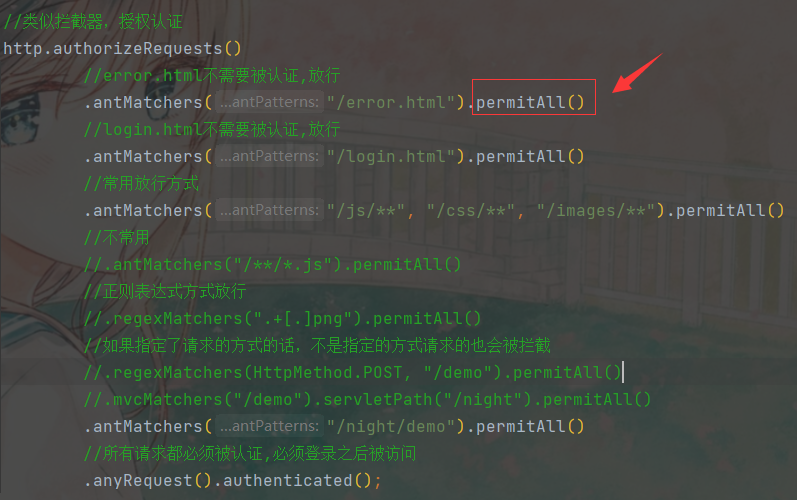 //类似拦截器，授权认证
http.authorizeRequests()
//error.html不需要被认证,放行
.antMatchers( ...antPatterns: "/error.html").permitAll()
//login.html不需要被认证,放行
.antMatchers( ...antPatterns: "/login.html").permitAll()
//常用放行方式
.antMatchers( ...antPatterns: "/js/**", "/css/**", "/images/**").permitAll()
//不常用
//.antMatchers("/**/*.js").permitAll()
//正则表达式方式放行
//.regexMatchers(".+[.]png").permitAll()
//如果指定了请求的方式的话，不是指定的方式请求的也会被拦截
//.regexMatchers(HttpMethod.POST, "/demo").permitAll()
//.mvcMatchers("/demo").servletPath("/night").permitAll()
.antMatchers( ...antPatterns: "/night/demo").permitAll()
//所有请求都必须被认证,必须登录之后被访问
.anyRequest().authenticated();